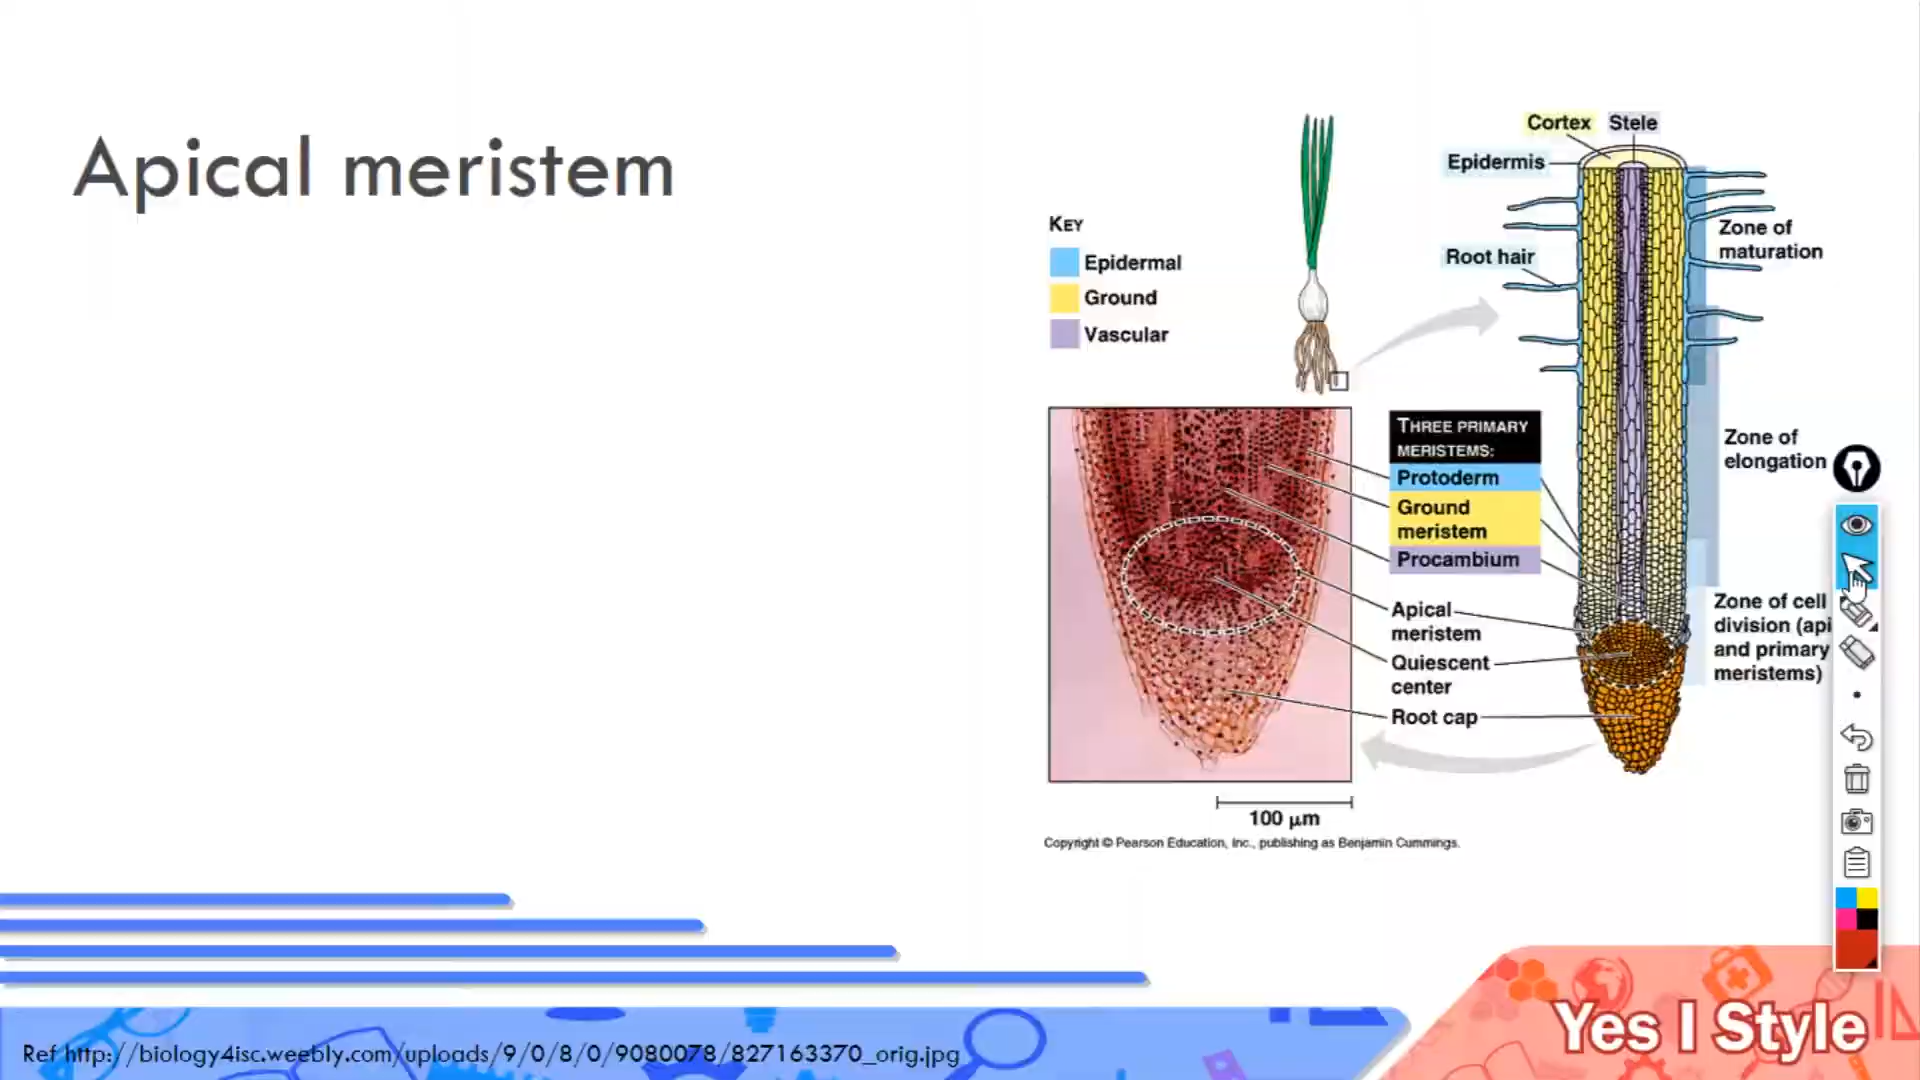 Apical meristem
KEY
Epidermal
Ground
Vascular
Cortex Stele
Epidermis
Root hair
Zone of
maturation
THREE PRIMARY
MERISTEMS:
Protoderm
Ground
meristem
Procambium
Zone of
elongation
Apical
meristem
Quiescent
center
Root cap
Zone of cell
division (api
and primary
meristems)
100 µm
Copyright © Pearson Education, Inc., publishing as Benjamin Cummings.
Ref http://biology4isc.weebly.com/uploads/9/0/8/0/9080078/827163370_orig.jpg
Yes I Style